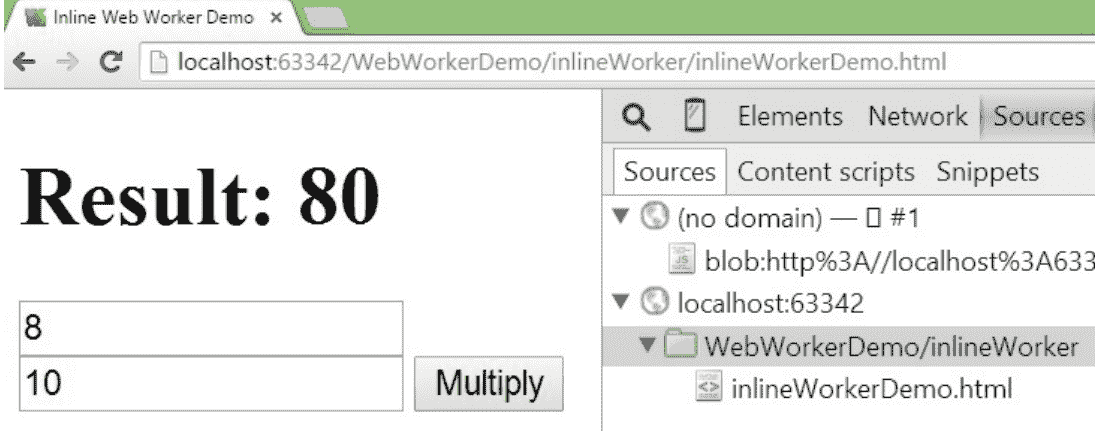 Inline Web Worker Demo ×
localhost:63342/WebWorkerDemo/inlineWorker/inlineWorkerDemo.html
Elements Network Sources
Sources Content scripts Snippets
Result: 80
(no domain) — #1
JS blob:http%3A//localhost%3A633
8
localhost:63342
WebWorkerDemo/inlineWorker
10 Multiply
inlineWorkerDemo.html